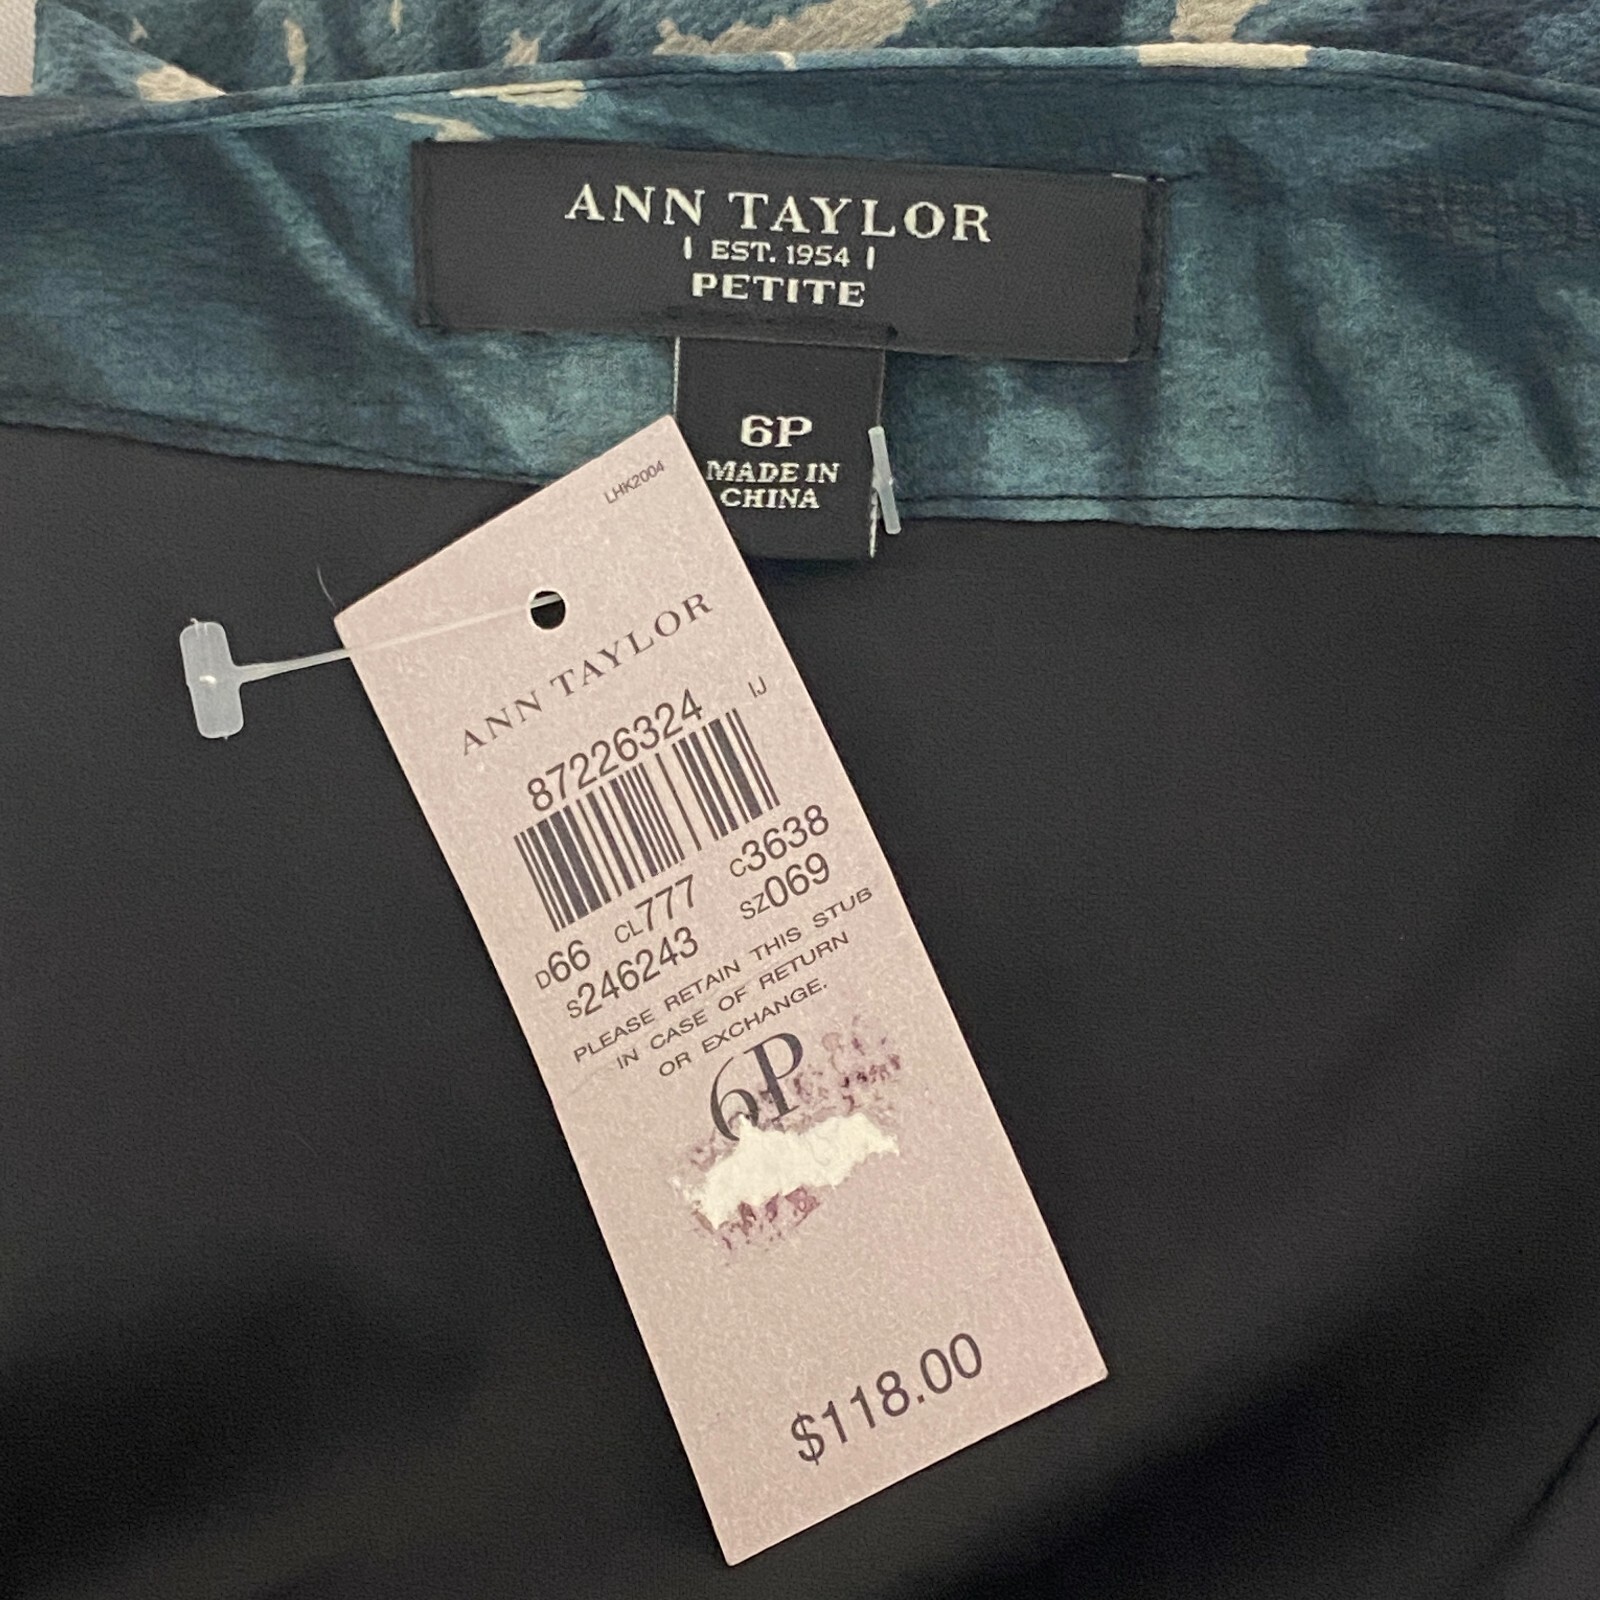 ANN TAYLOR
| EST. 1954 |
PETITE
6P
MADE IN
CHINA
LHK2004
ANN TAYLOR
87226324 IJ
D66 CL777 C3638
S246243 SZ069
PLEASE RETAIN THIS STUB
IN CASE OF RETURN
OR EXCHANGE.
6P
$118.00